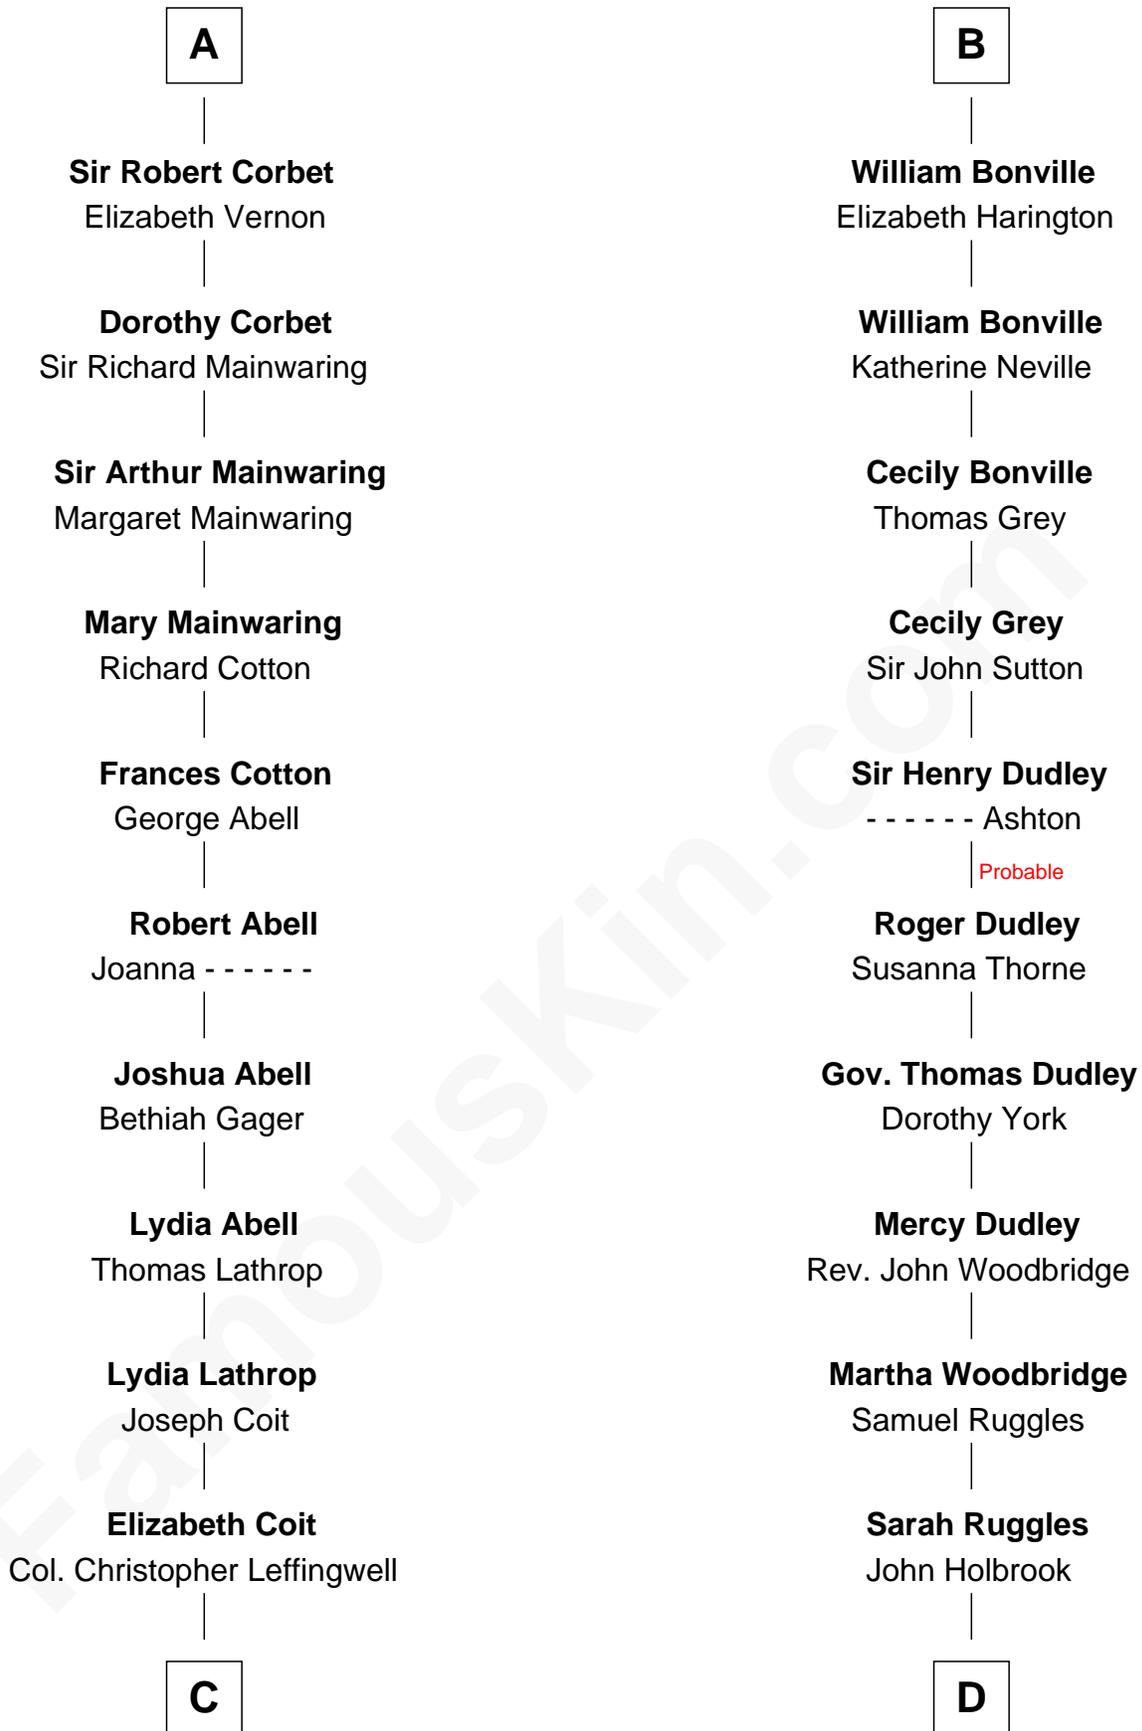 A
Sir Robert Corbet
Elizabeth Vernon
Dorothy Corbet
Sir Richard Mainwaring
Sir Arthur Mainwaring
Margaret Mainwaring
Mary Mainwaring
Richard Cotton
Frances Cotton
George Abell
Robert Abell
Joanna - - - - - -
Joshua Abell
Bethiah Gager
Lydia Abell
Thomas Lathrop
Lydia Lathrop
Joseph Coit
Elizabeth Coit
Col. Christopher Leffingwell
C
B
William Bonville
Elizabeth Harington
William Bonville
Katherine Neville
Cecily Bonville
Thomas Grey
Cecily Grey
Sir John Sutton
Sir Henry Dudley
- - - - - - Ashton
Probable
Roger Dudley
Susanna Thorne
Gov. Thomas Dudley
Dorothy York
Mercy Dudley
Rev. John Woodbridge
Martha Woodbridge
Samuel Ruggles
Sarah Ruggles
John Holbrook
D
FamousKin.com